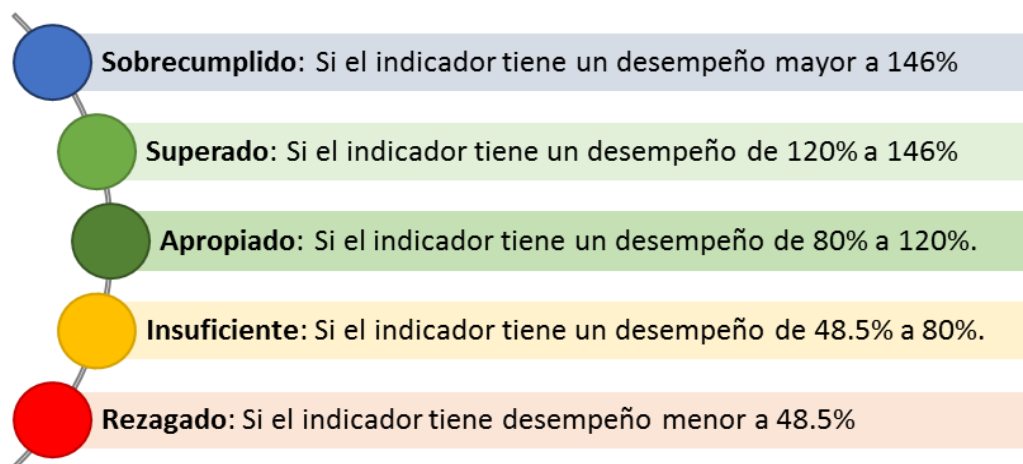 Sobrecumplido: Si el indicador tiene un desempeño mayor a 146%
Superado: Si el indicador tiene un desempeño de 120% a 146%
Apropiado: Si el indicador tiene un desempeño de 80% a 120%.
Insuficiente: Si el indicador tiene un desempeño de 48.5% a 80%.
Rezagado: Si el indicador tiene desempeño menor a 48.5%